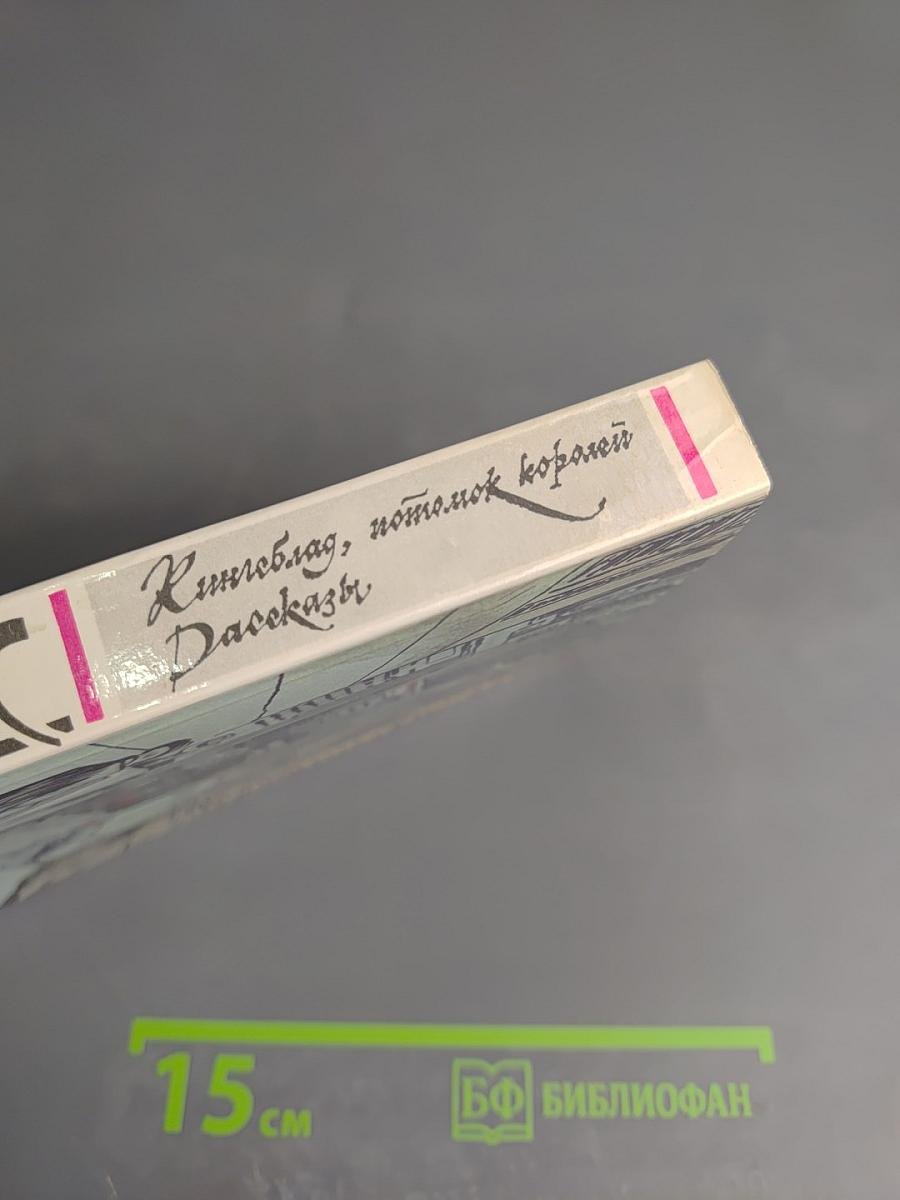 С
Кингсблад, потомок королей
Рассказы
15 см
БФ БИБЛИОФАН